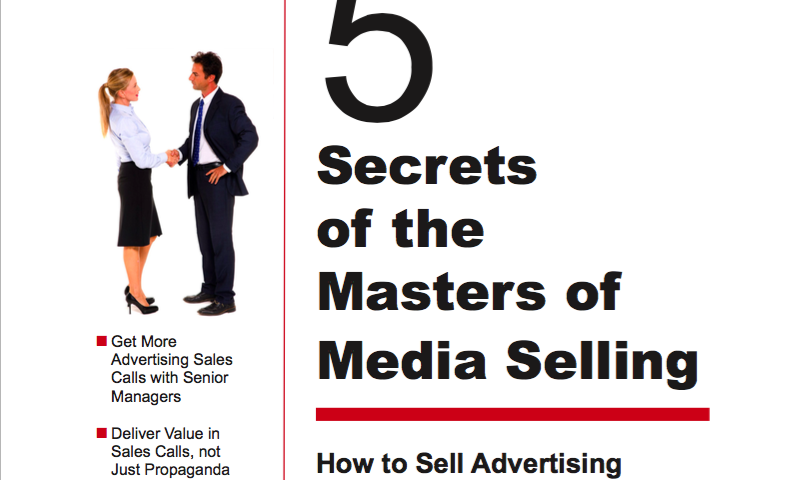 5
Secrets
of the
Masters of
Media Selling
How to Sell Advertising
■ Get More
Advertising Sales
Calls with Senior
Managers
■ Deliver Value in
Sales Calls, not
Just Propaganda